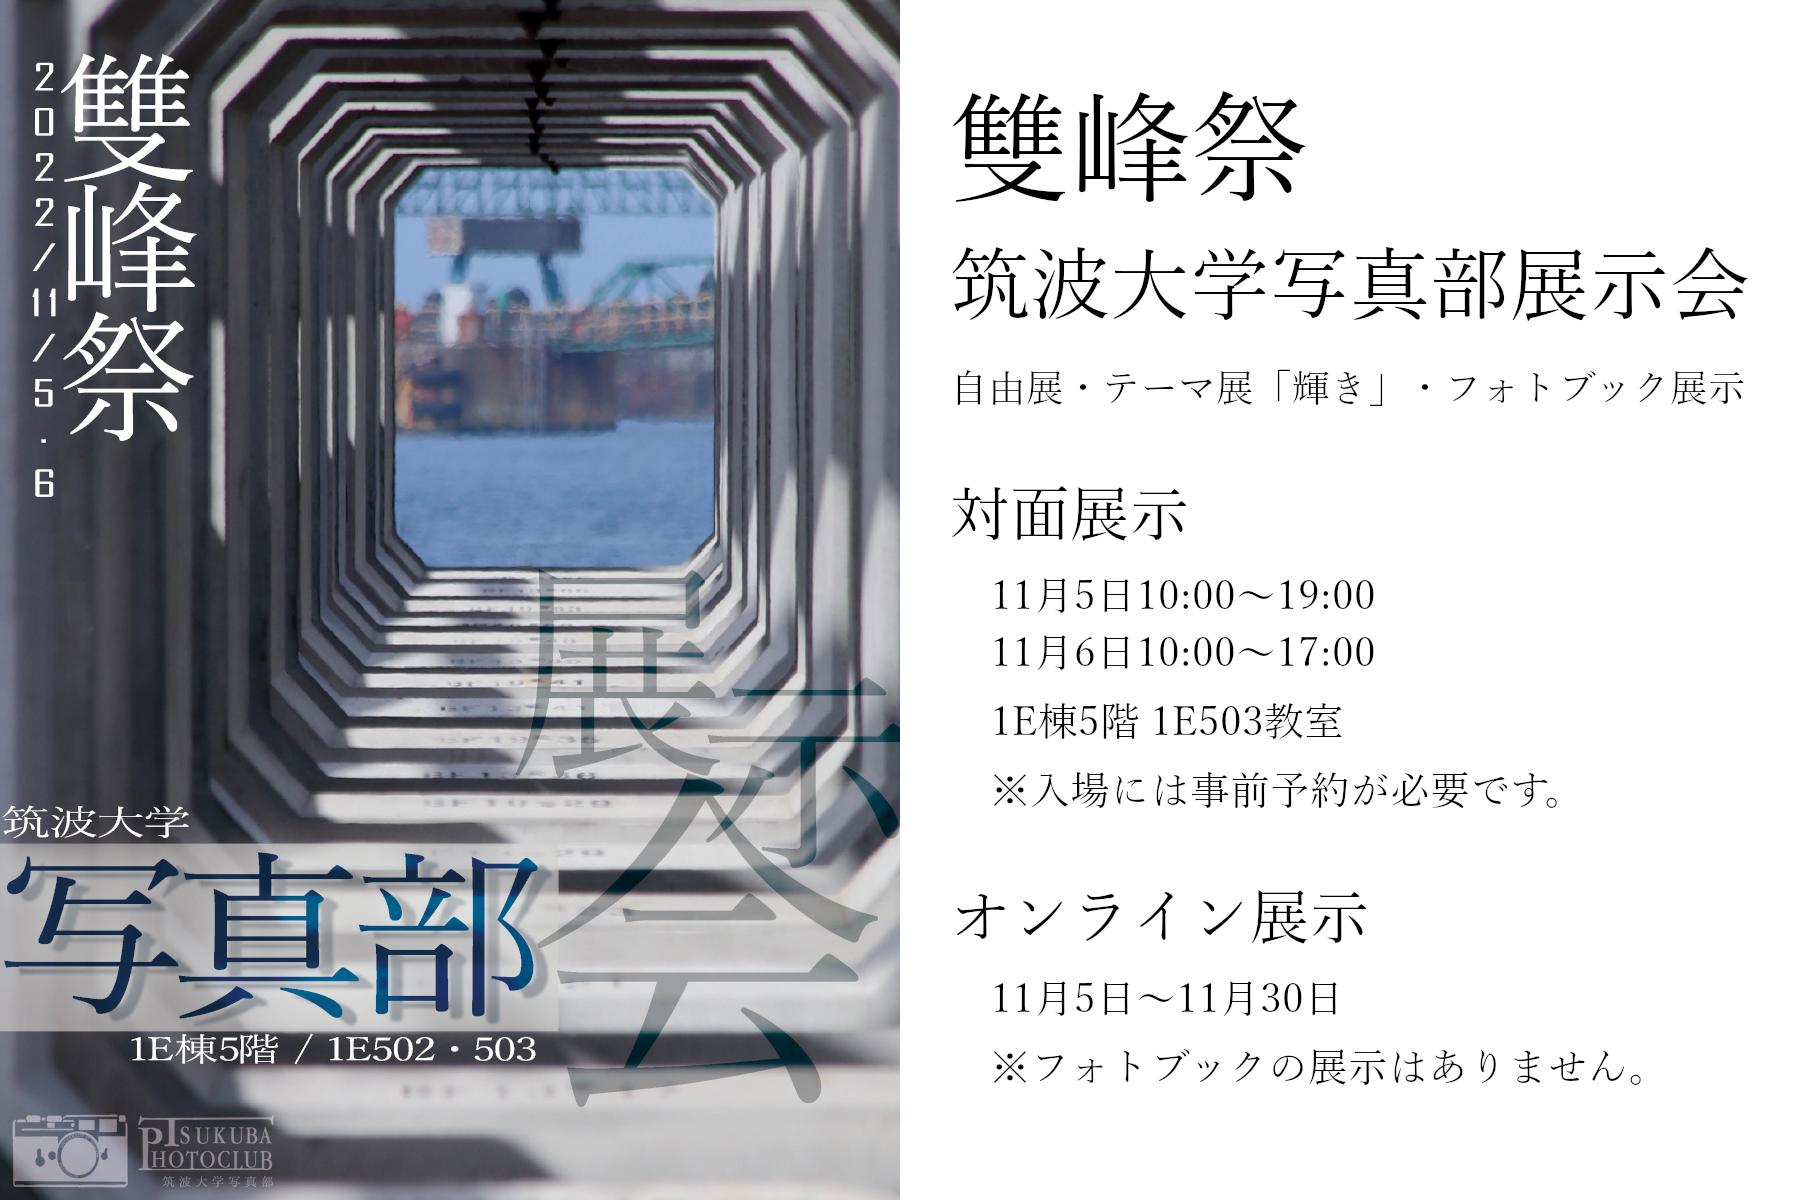 2022/11/5・6
雙峰祭
展示会
筑波大学
写真部
1E棟5階 / 1E502・503
TSUKUBA
PHOTOCLUB
筑波大学写真部
雙峰祭
筑波大学写真部展示会
自由展・テーマ展「輝き」・フォトブック展示
対面展示
11月5日10:00〜19:00
11月6日10:00〜17:00
1E棟5階 1E503教室
※入場には事前予約が必要です。
オンライン展示
11月5日〜11月30日
※フォトブックの展示はありません。